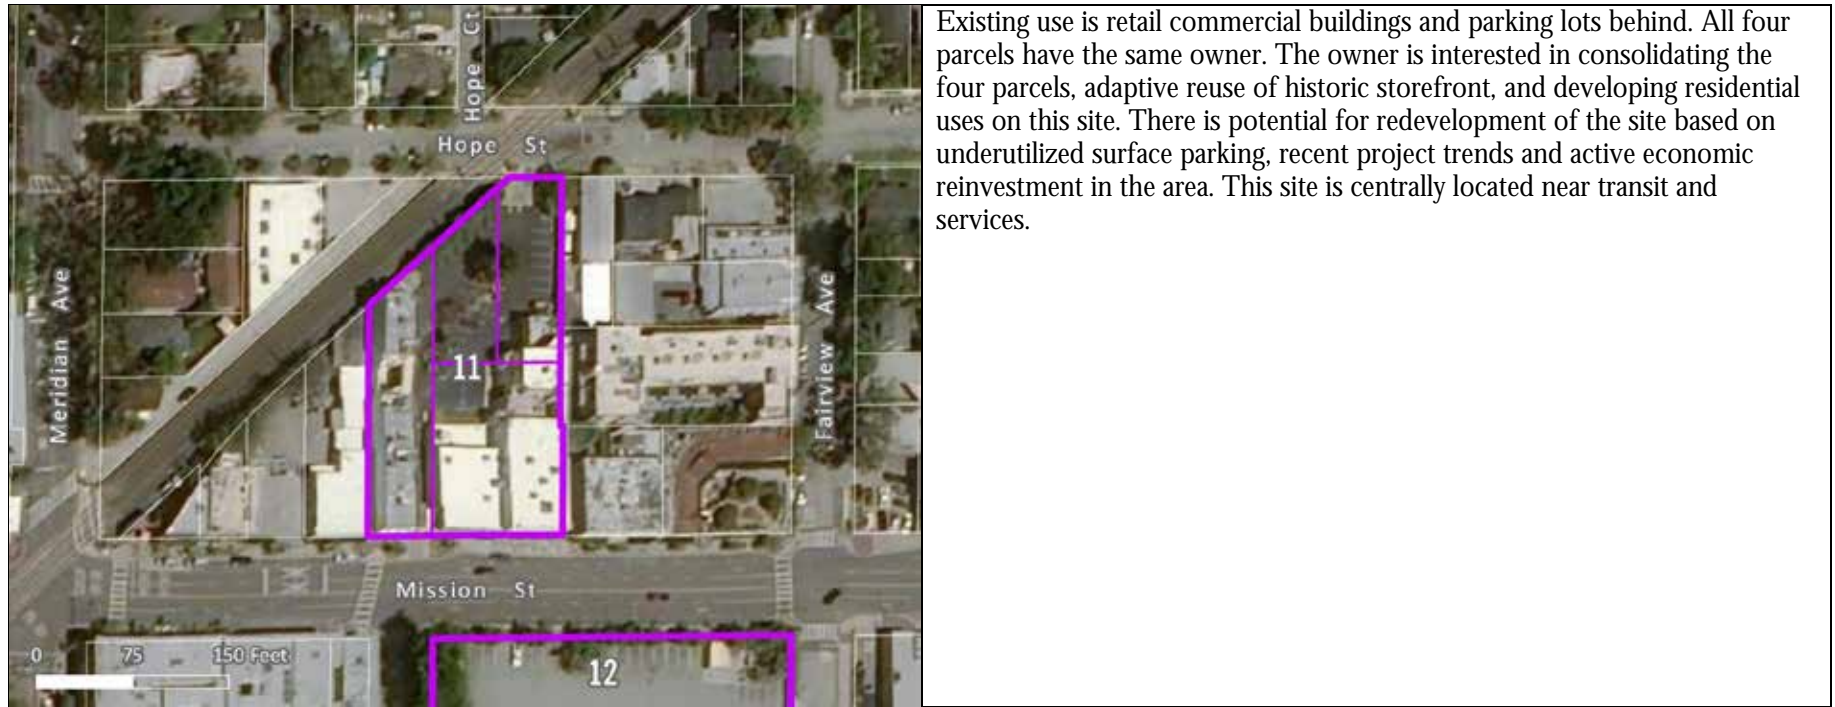 Hope Ct
Hope St
Meridian Ave
Fairview Ave
11
Mission St
0 75 150 Feet
12
Existing use is retail commercial buildings and parking lots behind. All four
parcels have the same owner. The owner is interested in consolidating the
four parcels, adaptive reuse of historic storefront, and developing residential
uses on this site. There is potential for redevelopment of the site based on
underutilized surface parking, recent project trends and active economic
reinvestment in the area. This site is centrally located near transit and
services.